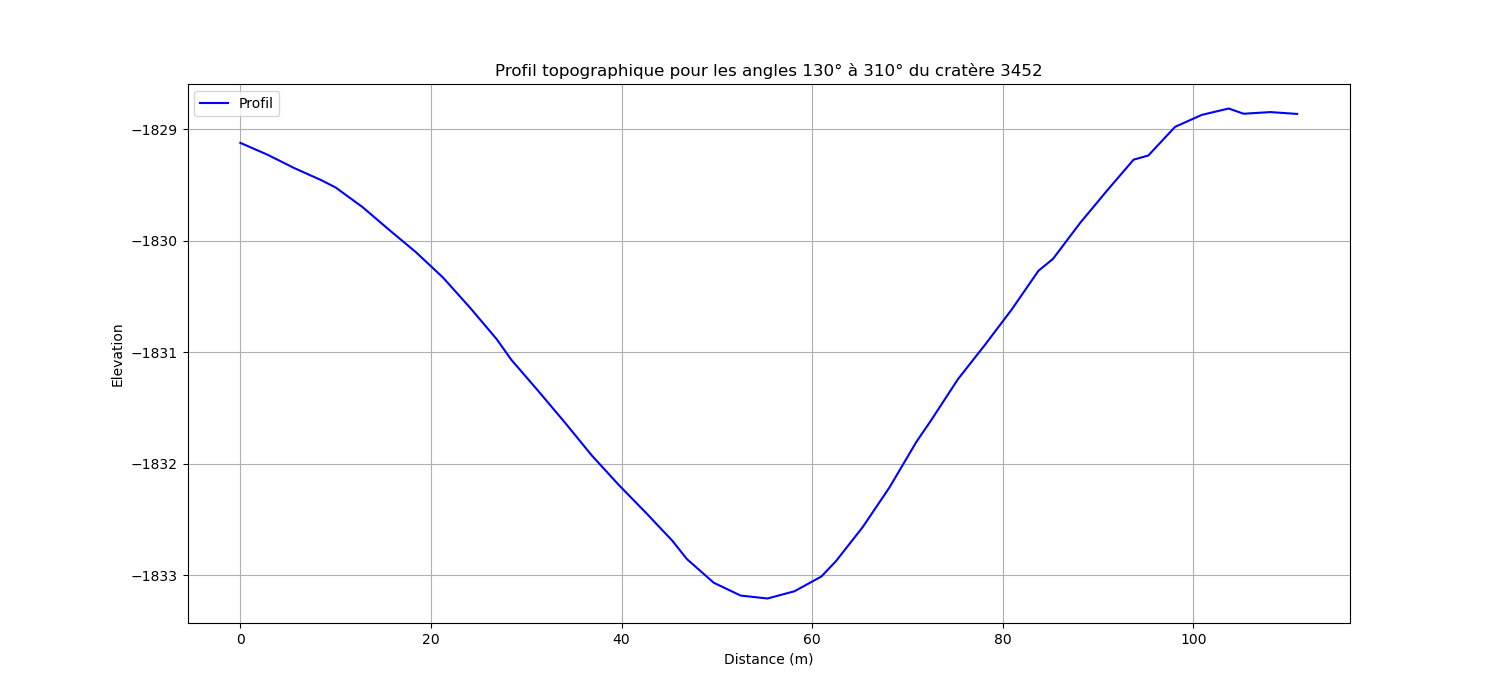 Profil topographique pour les angles 130° à 310° du cratère 3452
Profil
−1829
−1830
−1831
−1832
−1833
Elevation
0 20 40 60 80 100
Distance (m)